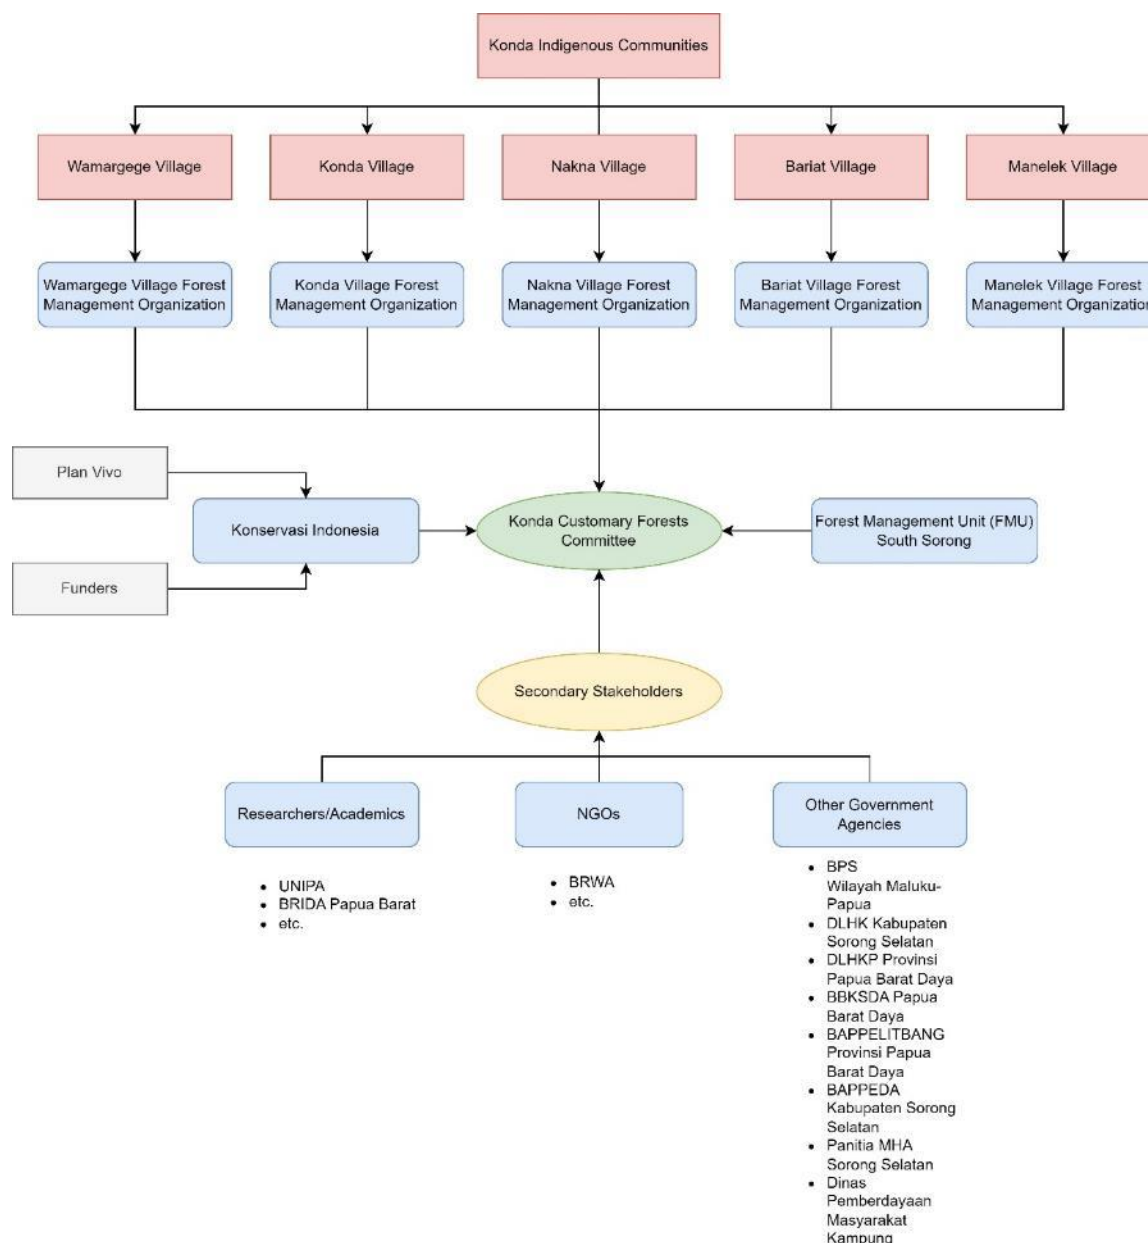 Konda Indigenous Communities
Wamargege Village
Konda Village
Nakna Village
Bariat Village
Manelek Village
Wamargege Village Forest
Management Organization
Konda Village Forest
Management Organization
Nakna Village Forest
Management Organization
Bariat Village Forest
Management Organization
Manelek Village Forest
Management Organization
Plan Vivo
Konservasi Indonesia
Konda Customary Forests
Committee
Forest Management Unit (FMU)
South Sorong
Funders
Secondary Stakeholders
Researchers/Academics
NGOs
Other Government
Agencies
• UNIPA
• BRIDA Papua Barat
• etc.
• BRWA
• etc.
• BPS
Wilayah Maluku-
Papua
• DLHK Kabupaten
Sorong Selatan
• DLHKP Provinsi
Papua Barat Daya
• BBKSDA Papua
Barat Daya
• BAPPELITBANG
Provinsi Papua
Barat Daya
• BAPPEDA
Kabupaten Sorong
Selatan
• Panitia MHA
Sorong Selatan
• Dinas
Pemberdayaan
Masyarakat
Kampung